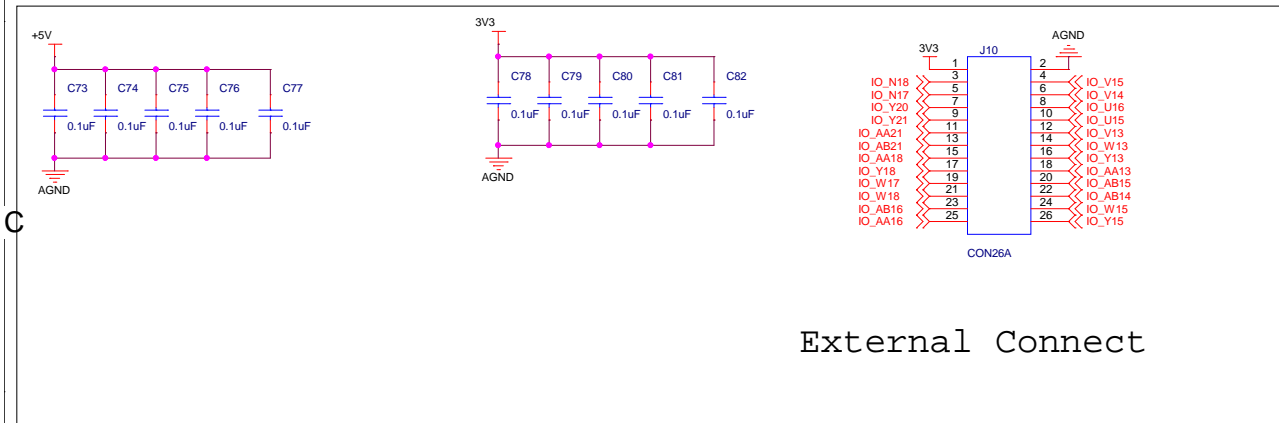 +5V
C73 C74 C75 C76 C77
0.1uF 0.1uF 0.1uF 0.1uF 0.1uF
AGND
3V3
C78 C79 C80 C81 C82
0.1uF 0.1uF 0.1uF 0.1uF 0.1uF
AGND
AGND
3V3 J10
1 2
IO_N18 3 4 IO_V15
IO_N17 5 6 IO_V14
IO_Y20 7 8 IO_U16
IO_Y21 9 10 IO_U15
IO_AA21 11 12 IO_V13
IO_AB21 13 14 IO_W13
IO_AA18 15 16 IO_Y13
IO_Y18 17 18 IO_AA13
IO_W17 19 20 IO_AB15
IO_W18 21 22 IO_AB14
IO_AB16 23 24 IO_W15
IO_AA16 25 26 IO_Y15
CON26A
C
External Connect